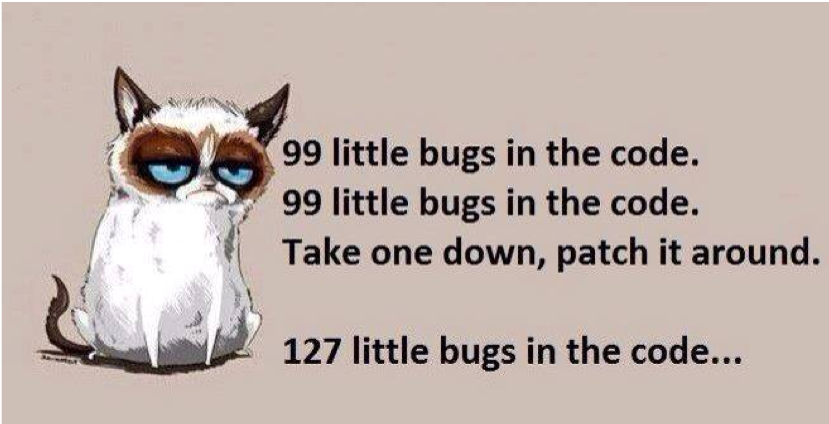 99 little bugs in the code.
99 little bugs in the code.
Take one down, patch it around.
127 little bugs in the code...